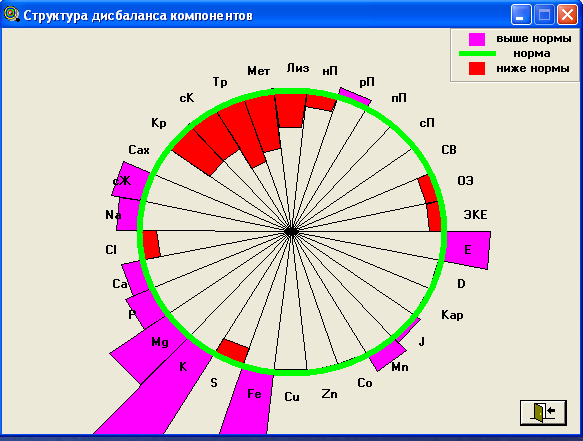 Структура дисбаланса компонентов
выше нормы
норма
ниже нормы
Лиз
нП
рП
пП
сП
СВ
ОЭ
ЭКЕ
Е
D
Кар
J
Mn
Co
Zn
Cu
Fe
S
K
Mg
P
Ca
Cl
Na
сЖ
Сах
Кр
сК
Тр
Мет